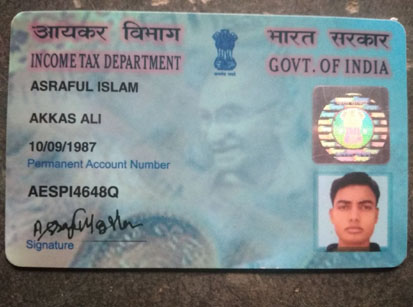 आयकर विभाग
भारत सरकार
INCOME TAX DEPARTMENT
GOVT. OF INDIA
ASRAFUL ISLAM
AKKAS ALI
10/09/1987
Permanent Account Number
AESPI4648Q
Signature